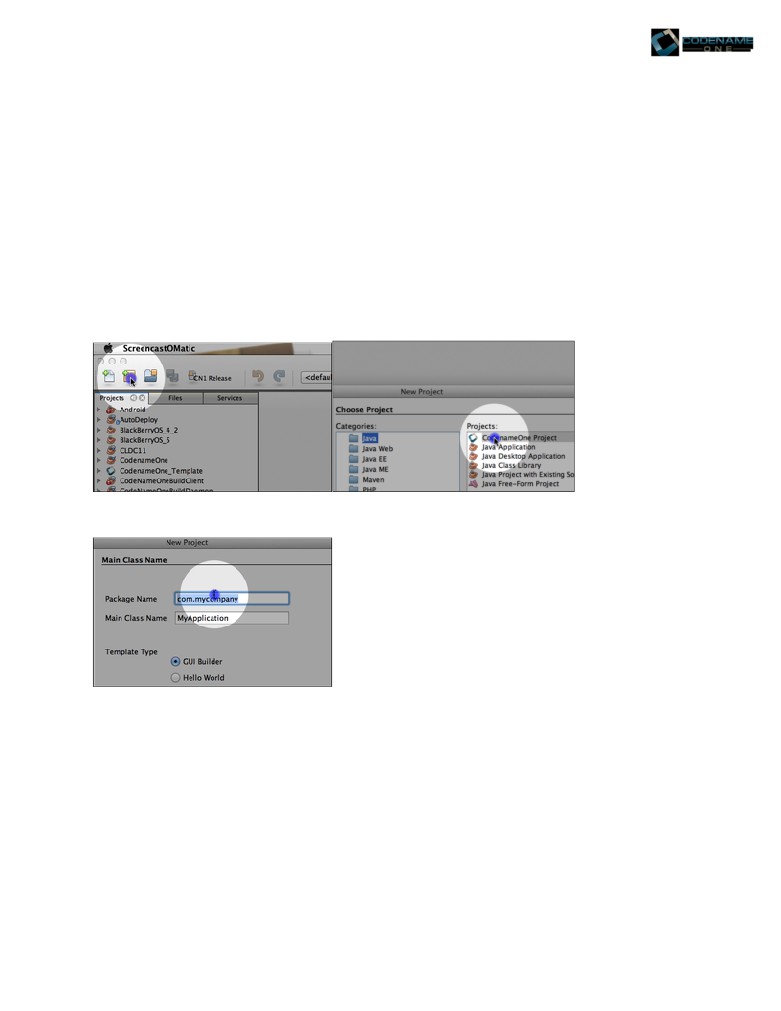 CODENAME
ONE
ScreencastOMatic
CN1 Release
<defau
Projects
Files
Services
Android
AutoDeploy
BlackBerryOS_4_2
BlackBerryOS_5
CLDC11
Codenameone
CodenameOne_Template
CodeNameOneBuildClient
CodeNameOneBuildDaemon
New Project
Choose Project
Categories:
Java
Java Web
Java EE
Java ME
Maven
PHP
Projects:
CodenameOne Project
Java Application
Java Desktop Application
Java Class Library
Java Project with Existing So
Java Free-Form Project
New Project
Main Class Name
Package Name
com.mycompany
Main Class Name
MyApplication
Template Type
GUI Builder
Hello World